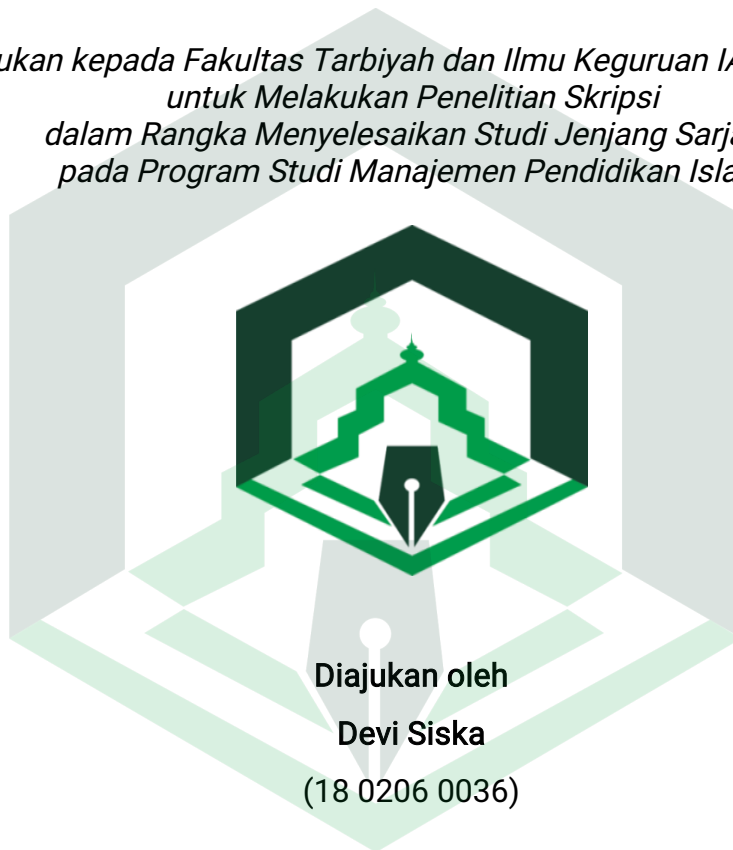 ukan kepada Fakultas Tarbiyah dan Ilmu Keguruan IA
untuk Melakukan Penelitian Skripsi
dalam Rangka Menyelesaikan Studi Jenjang Sarja
pada Program Studi Manajemen Pendidikan Isla
Diajukan oleh
Devi Siska
(18 0206 0036)